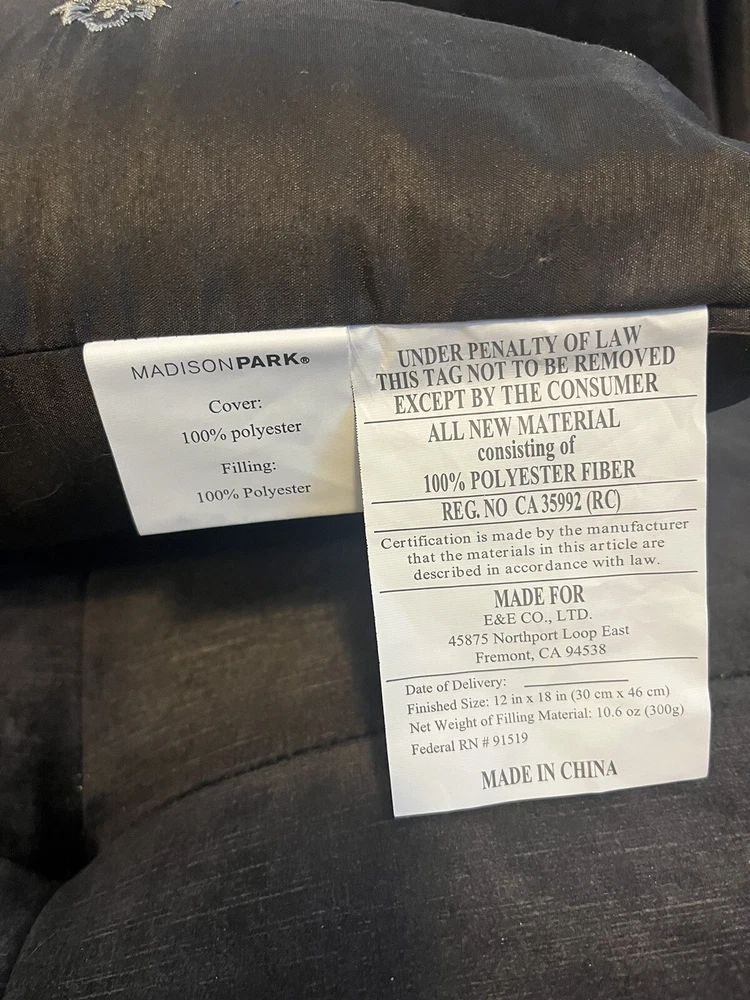 MADISONPARK®
Cover:
100% polyester
Filling:
100% Polyester
UNDER PENALTY OF LAW
THIS TAG NOT TO BE REMOVED
EXCEPT BY THE CONSUMER
ALL NEW MATERIAL
consisting of
100% POLYESTER FIBER
REG. NO CA 35992 (RC)
Certification is made by the manufacturer
that the materials in this article are
described in accordance with law.
MADE FOR
E&E CO., LTD.
45875 Northport Loop East
Fremont, CA 94538
Date of Delivery:
Finished Size: 12 in x 18 in (30 cm x 46 cm)
Net Weight of Filling Material: 10.6 oz (300g)
Federal RN # 91519
MADE IN CHINA